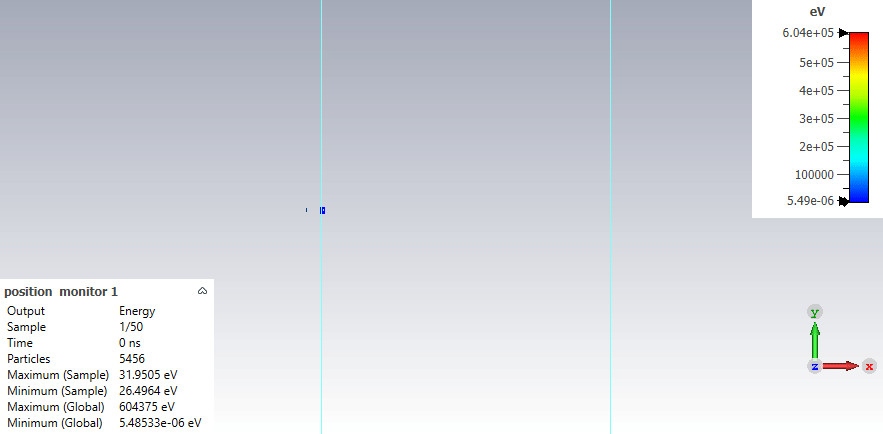 eV
6.04e+05
5e+05
4e+05
3e+05
2e+05
100000
5.49e-06
position monitor 1
Output Energy
Sample 1/50
Time 0 ns
Particles 5456
Maximum (Sample) 31.9505 eV
Minimum (Sample) 26.4964 eV
Maximum (Global) 604375 eV
Minimum (Global) 5.48533e-06 eV
y
z
x